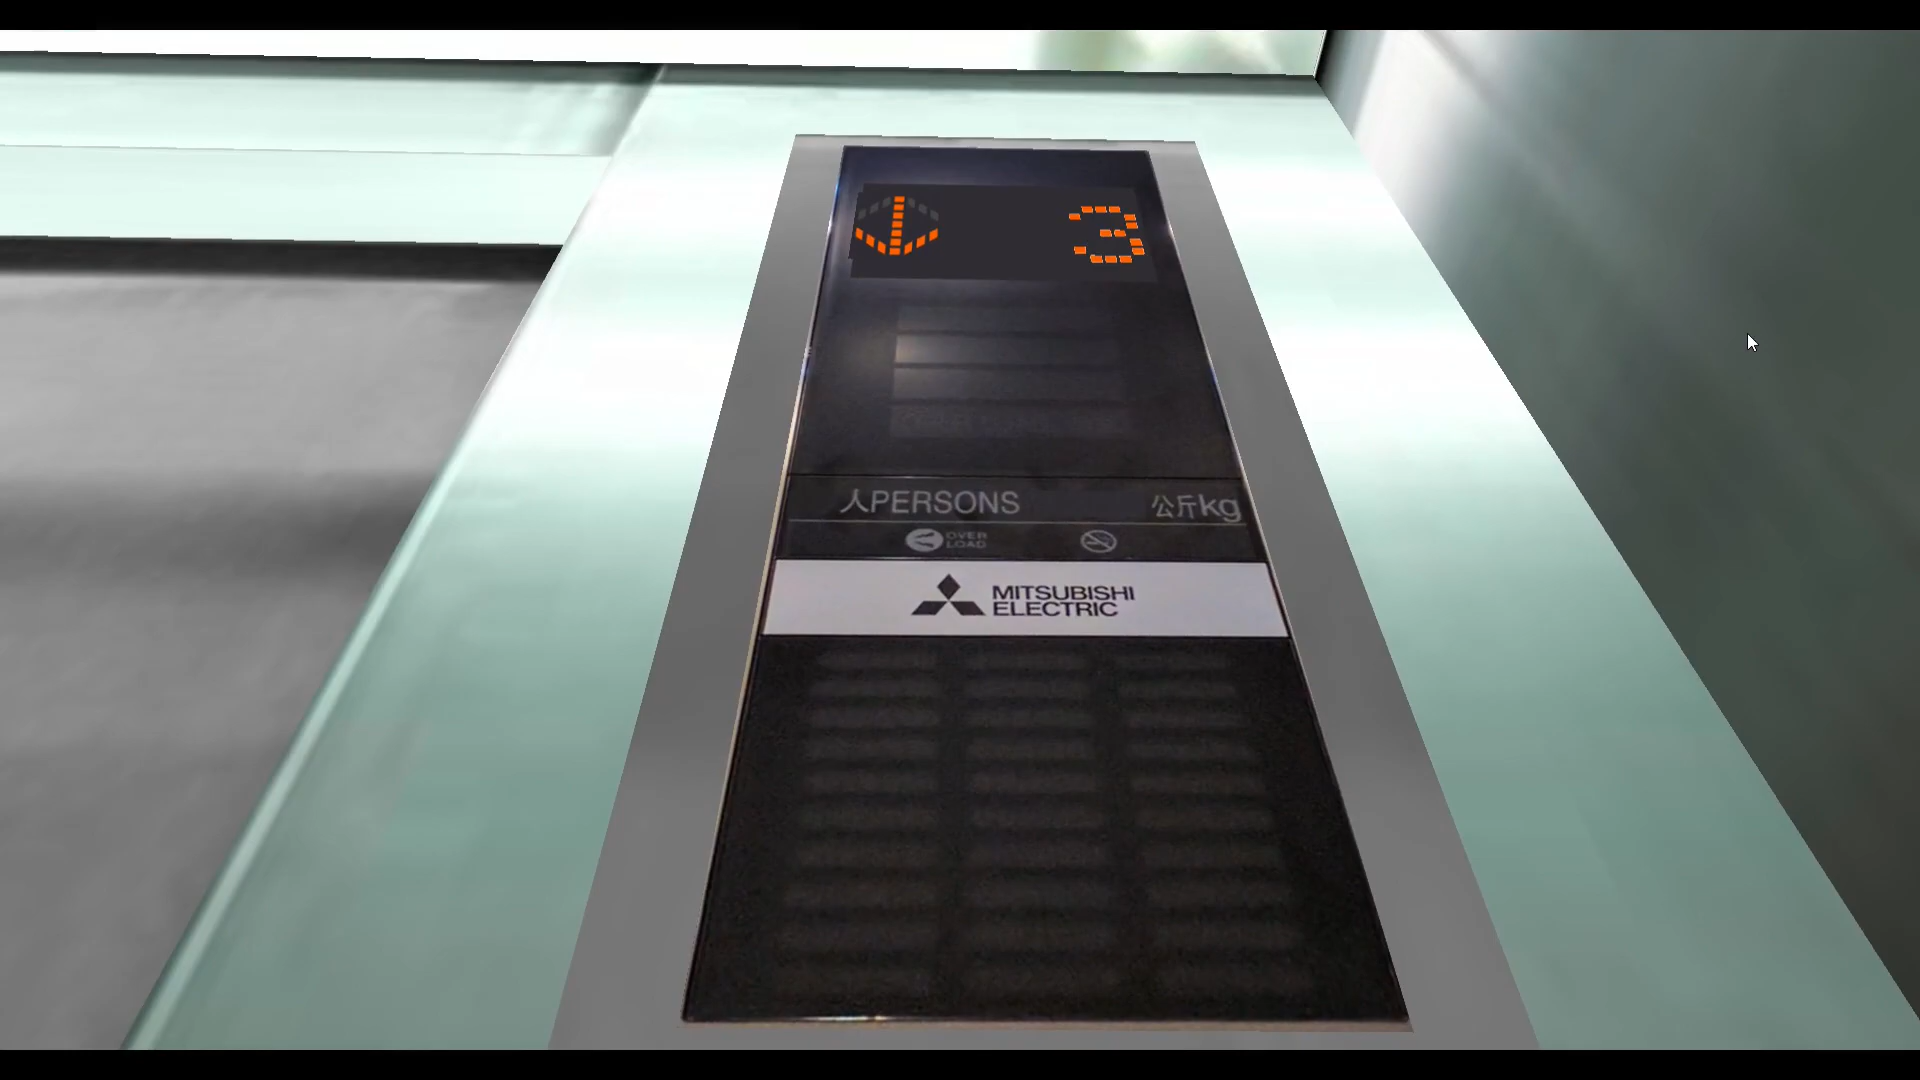 3
人PERSONS 公斤kg
OVER
LOAD
MITSUBISHI
ELECTRIC